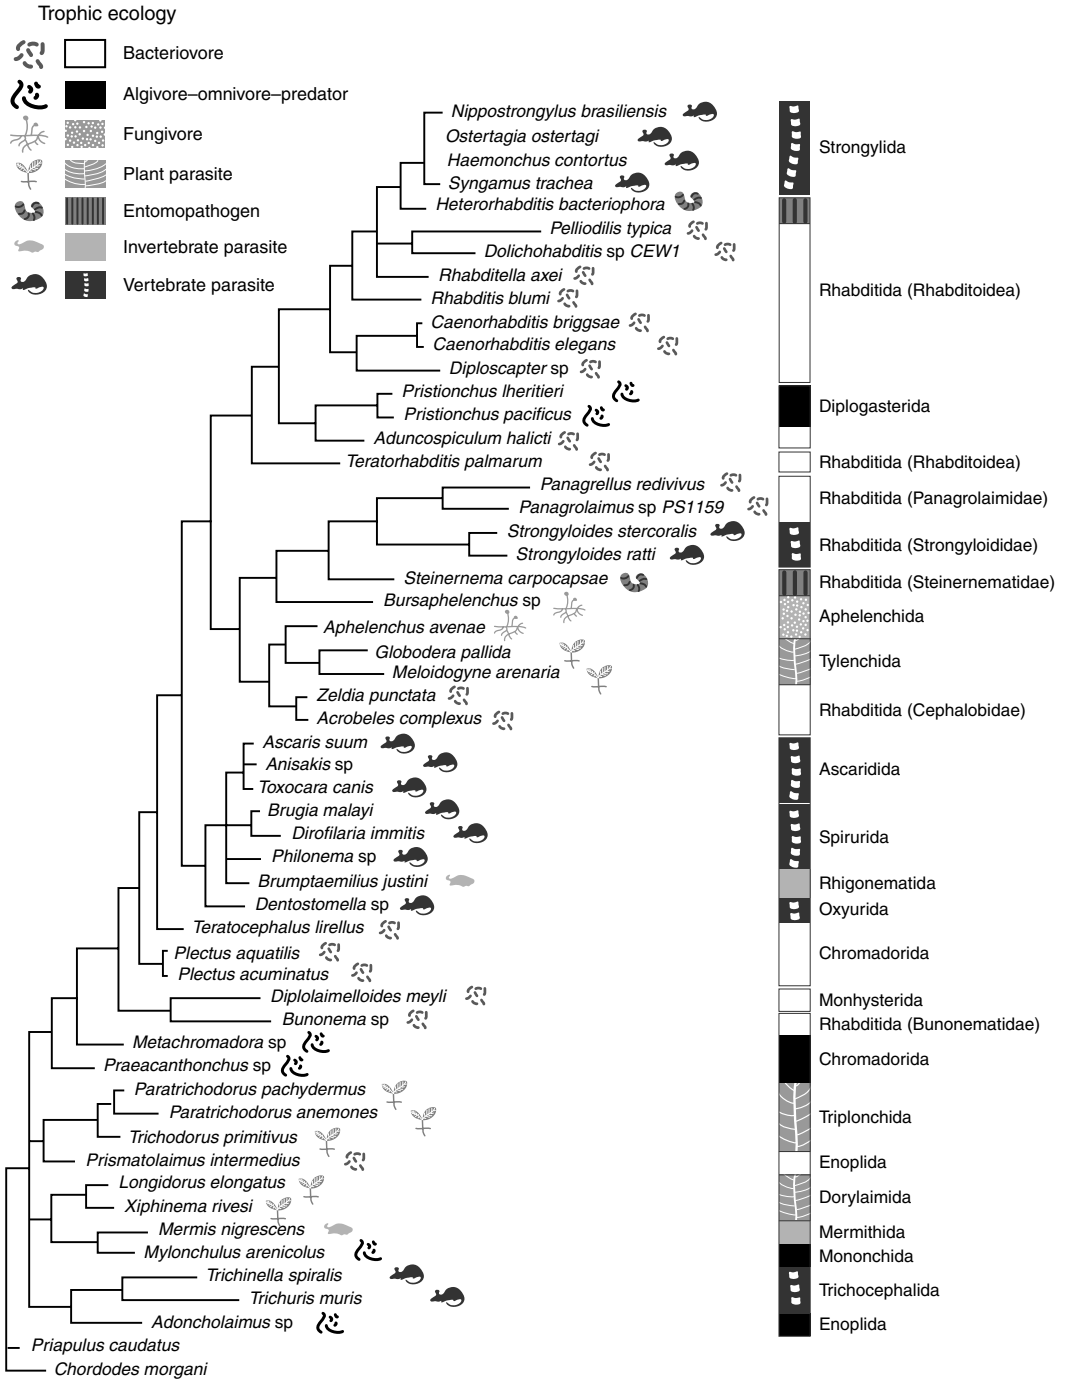 Trophic ecology
Bacteriovore
Algivore–omnivore–predator
Fungivore
Plant parasite
Entomopathogen
Invertebrate parasite
Vertebrate parasite
Nippostrongylus brasiliensis
Ostertagia ostertagi
Haemonchus contortus
Syngamus trachea
Heterorhabditis bacteriophora
Pelliodilis typica
Dolichohabditis sp CEW1
Rhabditella axei
Rhabditis blumi
Caenorhabditis briggsae
Caenorhabditis elegans
Diploscapter sp
Pristionchus lheritieri
Pristionchus pacificus
Aduncospiculum halicti
Teratorhabditis palmarum
Panagrellus redivivus
Panagrolaimus sp PS1159
Strongyloides stercoralis
Strongyloides ratti
Steinernema carpocapsae
Bursaphelenchus sp
Aphelenchus avenae
Globodera pallida
Meloidogyne arenaria
Zeldia punctata
Acrobeles complexus
Ascaris suum
Anisakis sp
Toxocara canis
Brugia malayi
Dirofilaria immitis
Philonema sp
Brumptaemilius justini
Dentostomella sp
Teratocephalus lirellus
Plectus aquatilis
Plectus acuminatus
Diplolaimelloides meyli
Bunonema sp
Metachromadora sp
Praeacanthonchus sp
Paratrichodorus pachydermus
Paratrichodorus anemones
Trichodorus primitivus
Prismatolaimus intermedius
Longidorus elongatus
Xiphinema rivesi
Mermis nigrescens
Mylonchulus arenicolus
Trichinella spiralis
Trichuris muris
Adoncholaimus sp
Priapulus caudatus
Chordodes morgani
Strongylida
Rhabditida (Rhabditoidea)
Diplogasterida
Rhabditida (Rhabditoidea)
Rhabditida (Panagrolaimidae)
Rhabditida (Strongyloididae)
Rhabditida (Steinernematidae)
Aphelenchida
Tylenchida
Rhabditida (Cephalobidae)
Ascaridida
Spirurida
Rhigonematida
Oxyurida
Chromadorida
Monhysterida
Rhabditida (Bunonematidae)
Chromadorida
Triplonchida
Enoplida
Dorylaimida
Mermithida
Mononchida
Trichocephalida
Enoplida